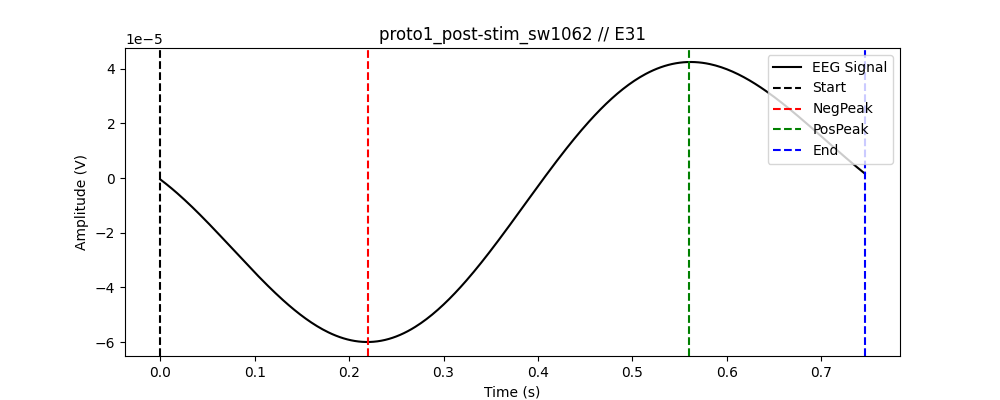 proto1_post-stim_sw1062 // E31
1e−5
EEG Signal
Start
NegPeak
PosPeak
End
Amplitude (V)
4
2
0
−2
−4
−6
0.0 0.1 0.2 0.3 0.4 0.5 0.6 0.7
Time (s)